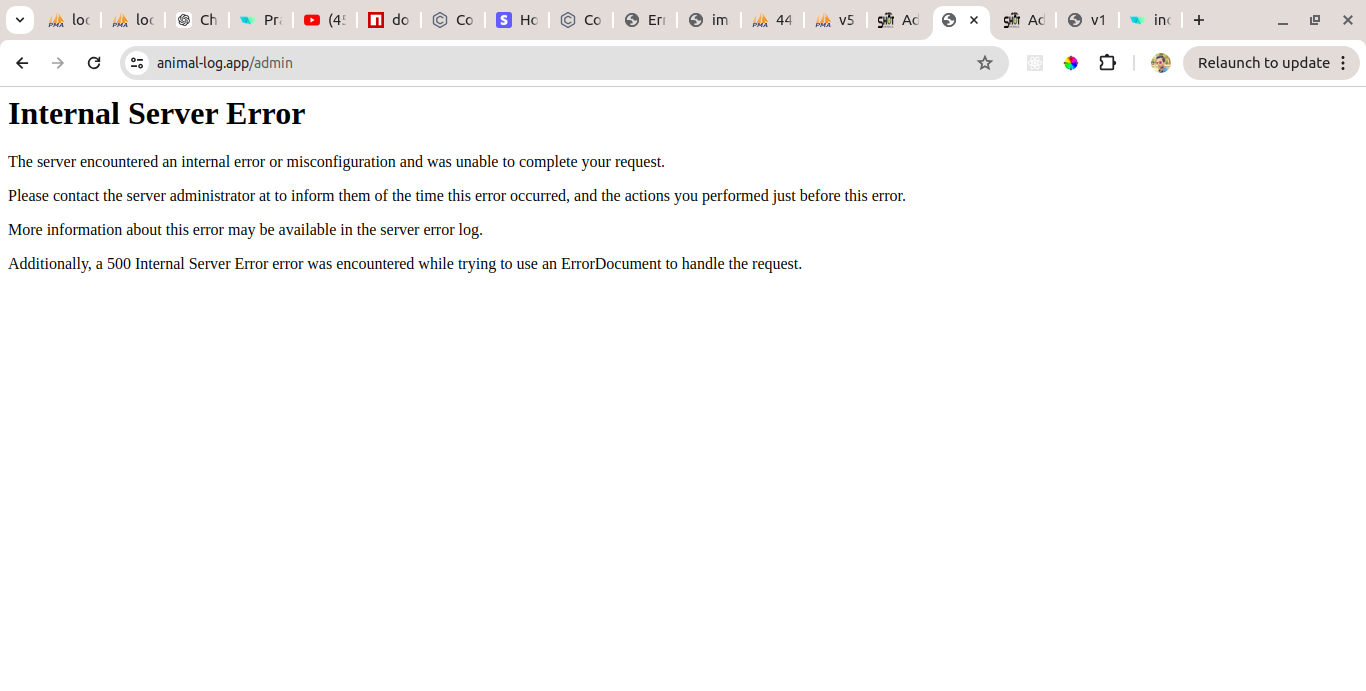 loc
loc
Ch
Pra
(45
do
Co
Ho
Co
Err
im
44
v5
Ad
Ad
v1
inc
animal-log.app/admin
Relaunch to update
Internal Server Error
The server encountered an internal error or misconfiguration and was unable to complete your request.
Please contact the server administrator at to inform them of the time this error occurred, and the actions you performed just before this error.
More information about this error may be available in the server error log.
Additionally, a 500 Internal Server Error error was encountered while trying to use an ErrorDocument to handle the request.